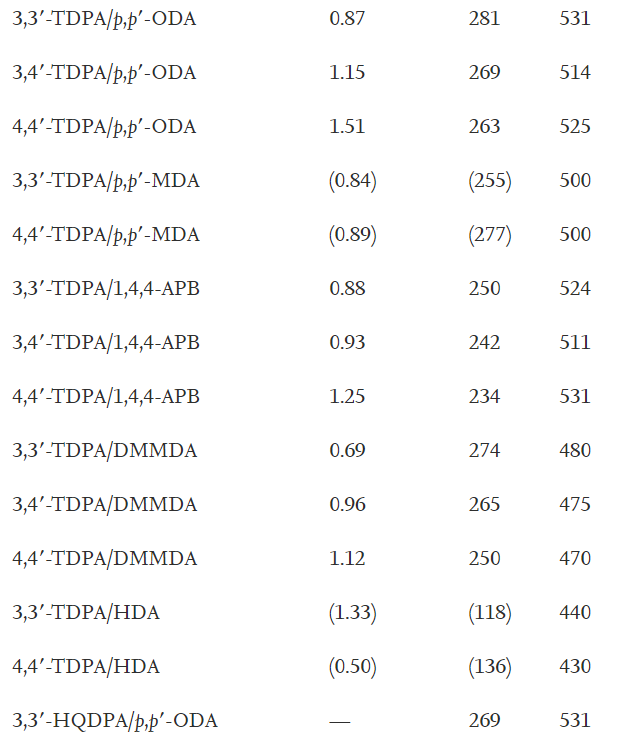 3,3′-TDPA/p,p′-ODA 0.87 281 531
3,4′-TDPA/p,p′-ODA 1.15 269 514
4,4′-TDPA/p,p′-ODA 1.51 263 525
3,3′-TDPA/p,p′-MDA (0.84) (255) 500
4,4′-TDPA/p,p′-MDA (0.89) (277) 500
3,3′-TDPA/1,4,4-APB 0.88 250 524
3,4′-TDPA/1,4,4-APB 0.93 242 511
4,4′-TDPA/1,4,4-APB 1.25 234 531
3,3′-TDPA/DMMDA 0.69 274 480
3,4′-TDPA/DMMDA 0.96 265 475
4,4′-TDPA/DMMDA 1.12 250 470
3,3′-TDPA/HDA (1.33) (118) 440
4,4′-TDPA/HDA (0.50) (136) 430
3,3′-HQDPA/p,p′-ODA — 269 531